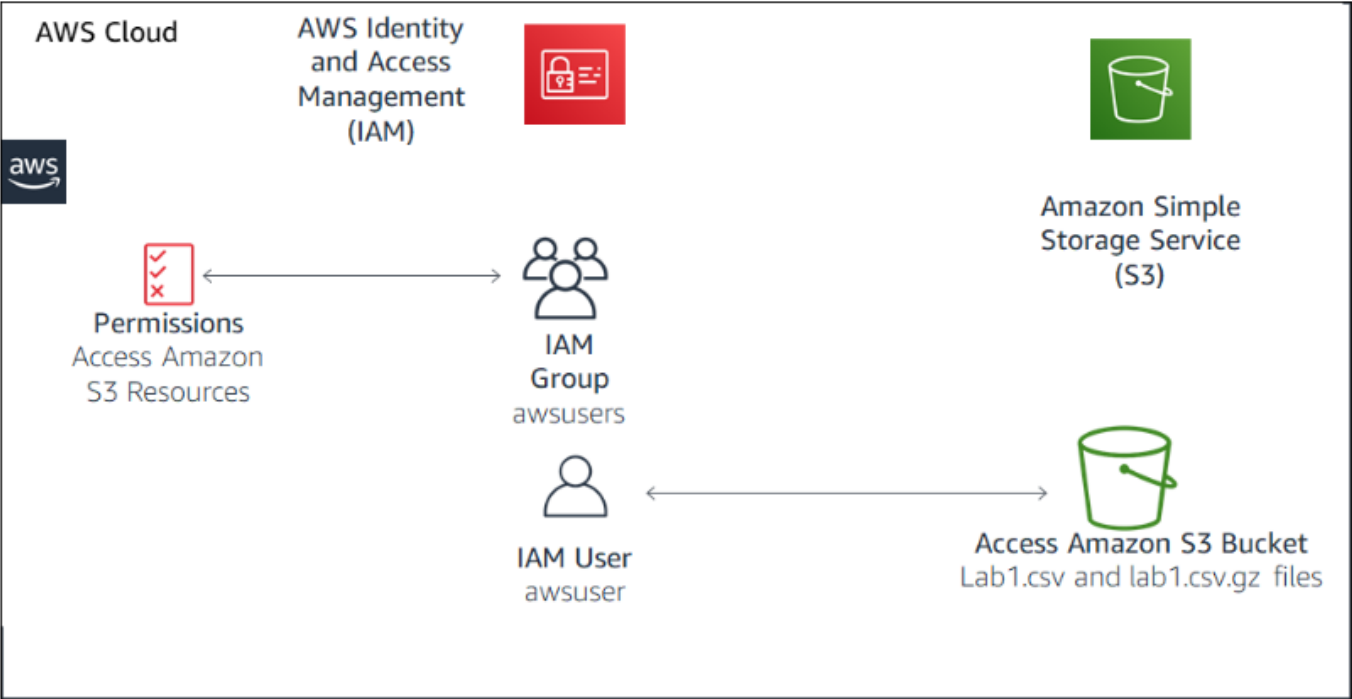 AWS Cloud
AWS Identity
and Access
Management
(IAM)
aws
Amazon Simple
Storage Service
(S3)
Permissions
Access Amazon
S3 Resources
IAM
Group
awsusers
IAM User
awsuser
Access Amazon S3 Bucket
Lab1.csv and lab1.csv.gz files